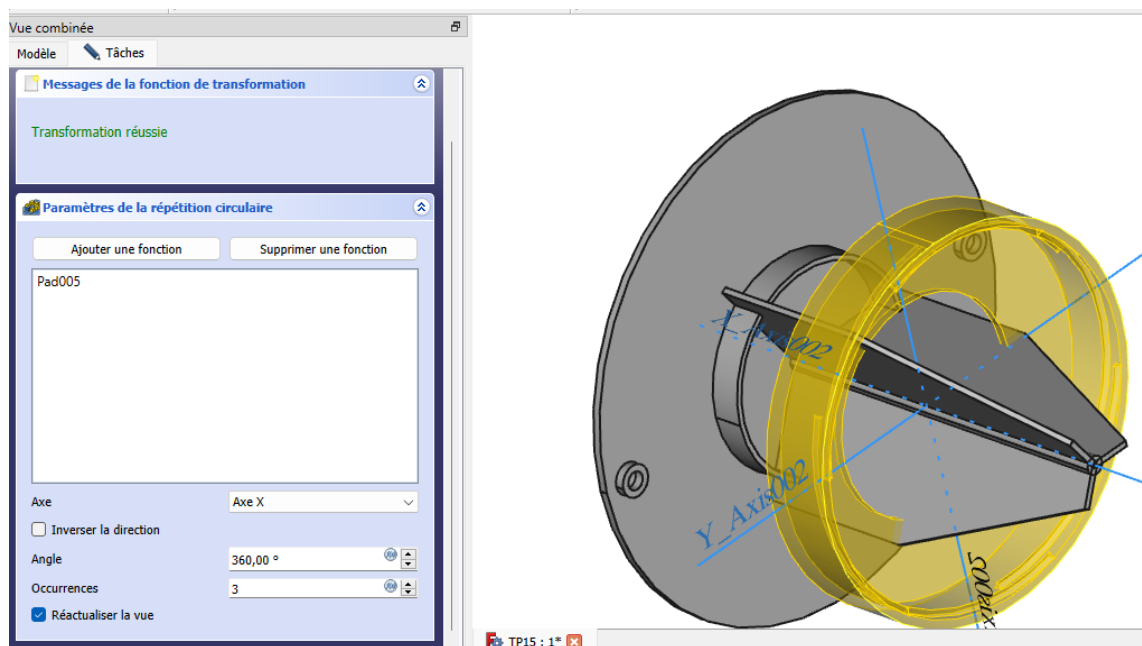 Vue combinée
Modèle
Tâches
Messages de la fonction de transformation
Transformation réussie
Paramètres de la répétition circulaire
Ajouter une fonction
Supprimer une fonction
Pad005
Axe
Axe X
Inverser la direction
Angle
360,00 °
Occurrences
3
Réactualiser la vue
X_Axis002
Y_Axis002
xis002
TP15 : 1*